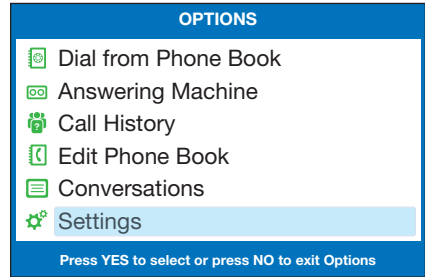 OPTIONS
Dial from Phone Book
Answering Machine
Call History
Edit Phone Book
Conversations
Settings
Press YES to select or press NO to exit Options